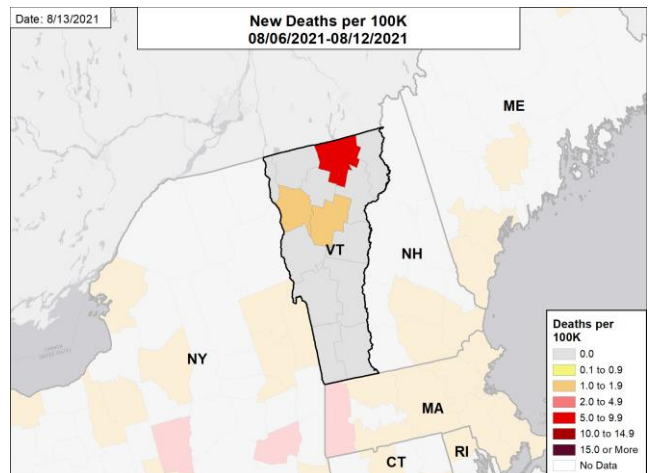 Date: 8/13/2021
New Deaths per 100K
08/06/2021-08/12/2021
ME
VT
NH
NY
MA
CT
RI
Deaths per
100K
0.0
0.1 to 0.9
1.0 to 1.9
2.0 to 4.9
5.0 to 9.9
10.0 to 14.9
15.0 or More
No Data